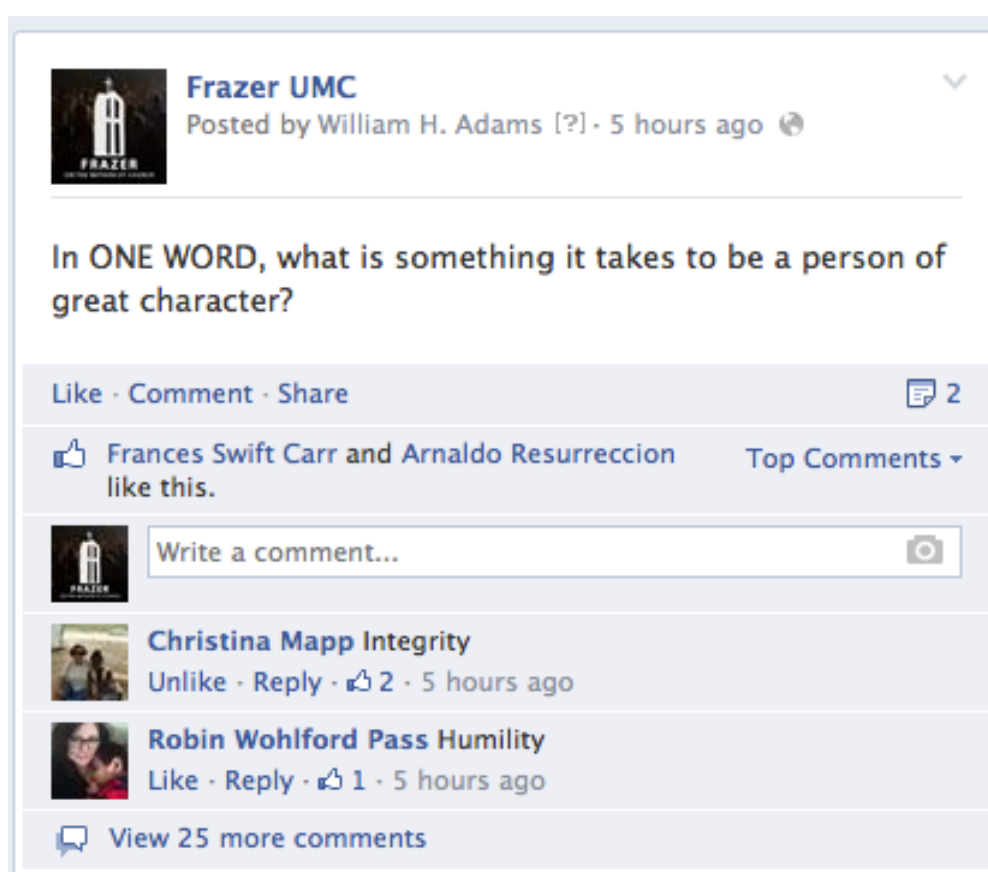 Frazer UMC
Posted by William H. Adams [?] · 5 hours ago
FRAZER
In ONE WORD, what is something it takes to be a person of
great character?
Like · Comment · Share 2
Frances Swift Carr and Arnaldo Resurreccion
like this.
Top Comments
FRAZER
Write a comment...
Christina Mapp Integrity
Unlike · Reply · 2 · 5 hours ago
Robin Wohlford Pass Humility
Like · Reply · 1 · 5 hours ago
View 25 more comments